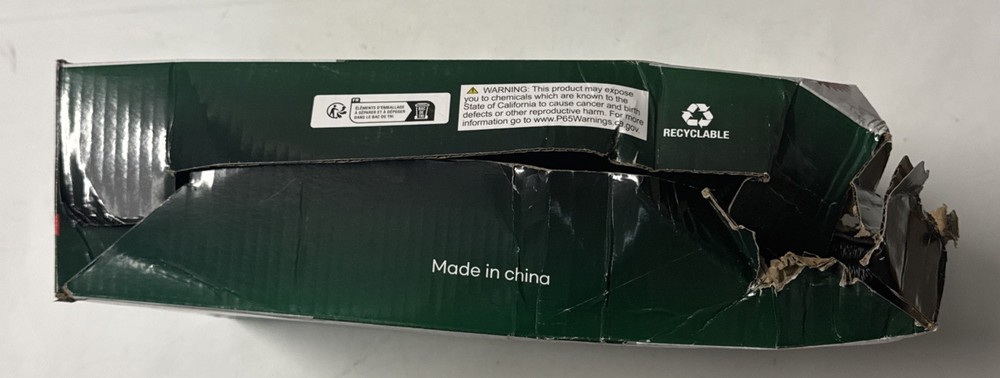 FR
ÉLÉMENTS D'EMBALLAGE
À SÉPARER ET À DÉPOSER
DANS LE BAC DE TRI
WARNING: This product may expose
you to chemicals which are known to the
State of California to cause cancer and birth
defects or other reproductive harm. For more
information go to www.P65Warnings.ca.gov.
RECYCLABLE
Made in china